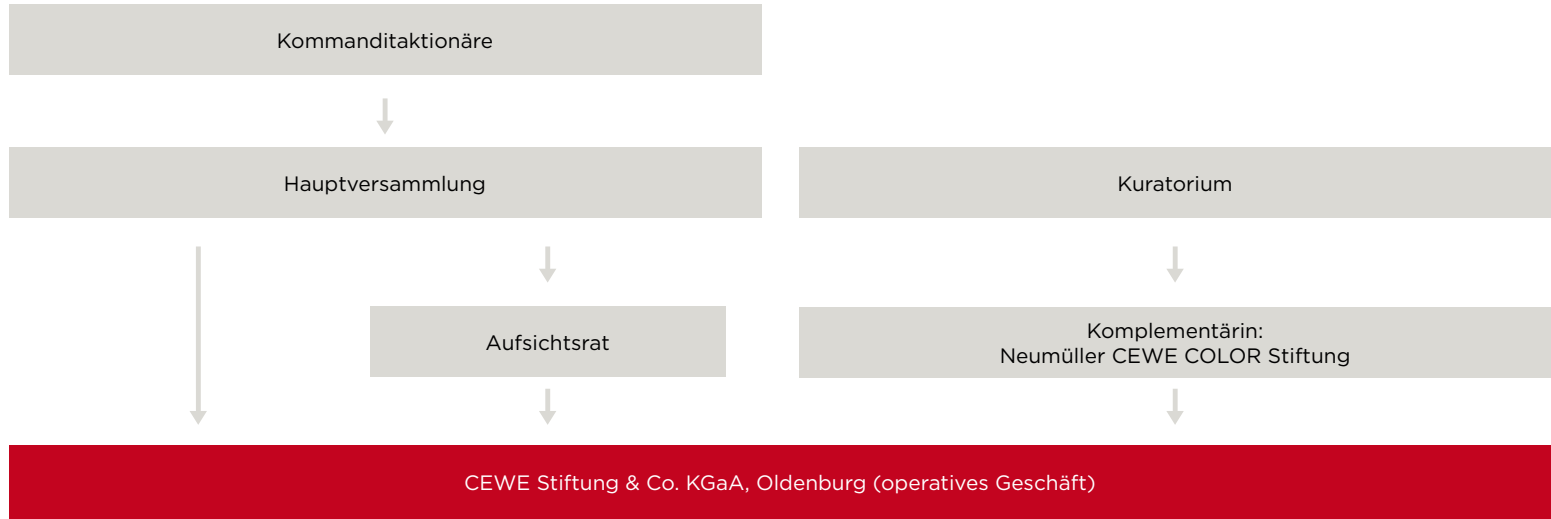 Kommanditaktionäre
Hauptversammlung
Kuratorium
Aufsichtsrat
Komplementärin:
Neumüller CEWE COLOR Stiftung
CEWE Stiftung & Co. KGaA, Oldenburg (operatives Geschäft)